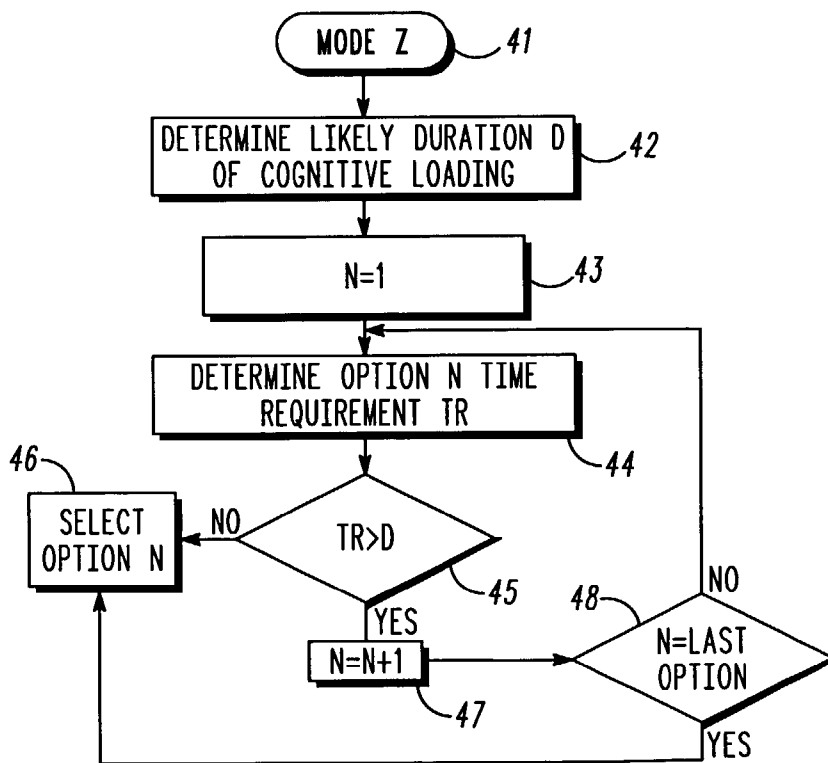 MODE Z
41
DETERMINE LIKELY DURATION D
OF COGNITIVE LOADING
42
N=1
43
DETERMINE OPTION N TIME
REQUIREMENT TR
44
46
SELECT
OPTION N
NO
TR>D
45
YES
N=N+1
47
48
NO
N=LAST
OPTION
YES